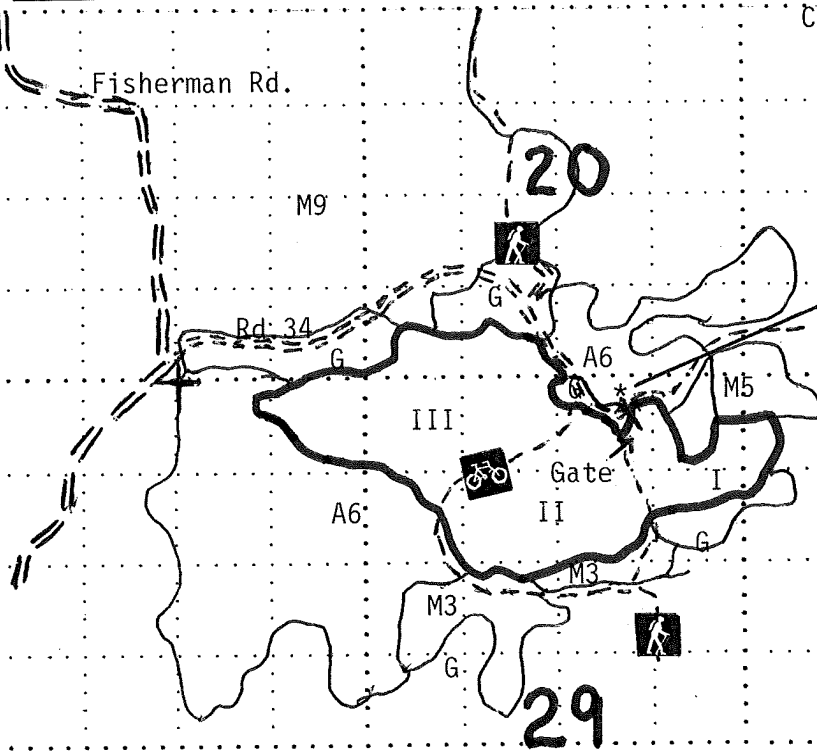 C
Fisherman Rd.
20
M9
G
Rd 34
G
A6
G
*
M5
III
Gate
I
A6
II
G
M3
M3
G
29